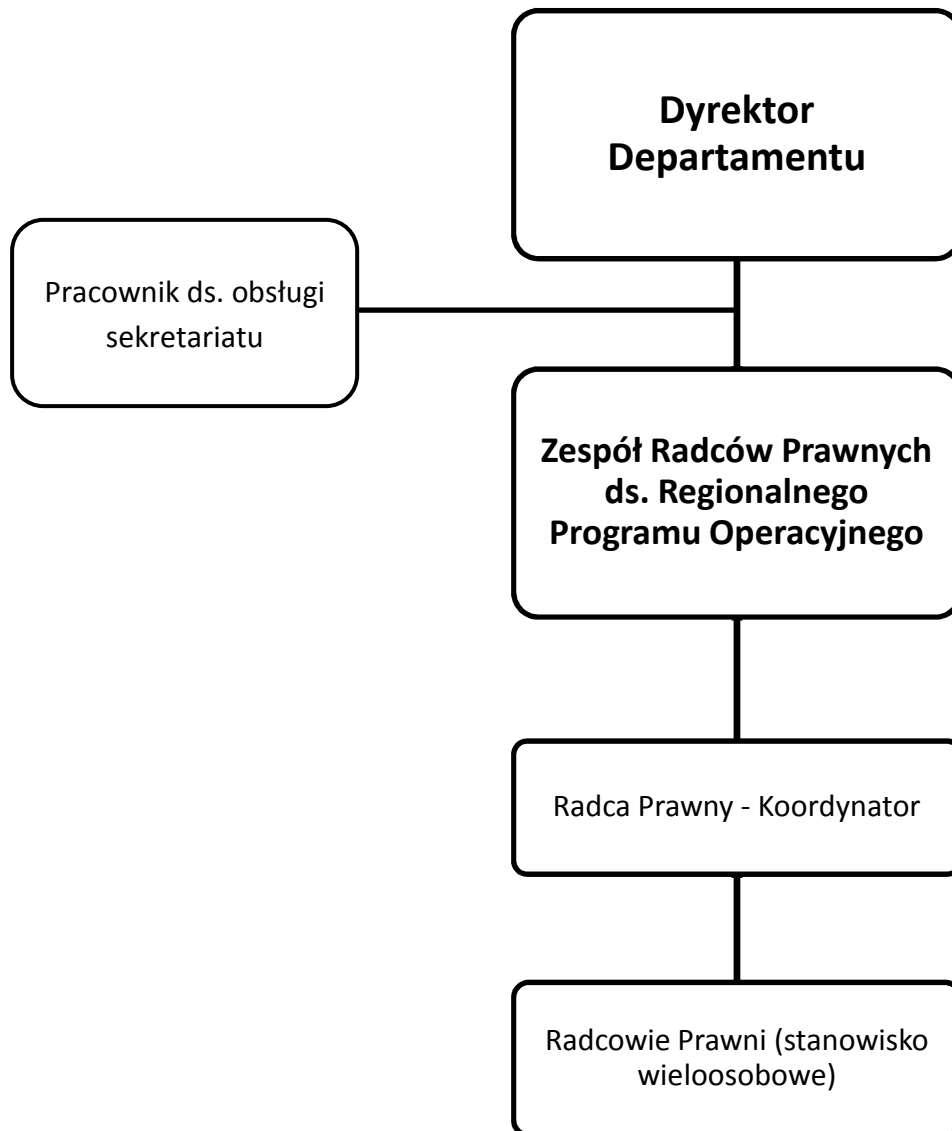 Dyrektor
Departamentu
Pracownik ds. obsługi
sekretariatu
Zespół Radców Prawnych
ds. Regionalnego
Programu Operacyjnego
Radca Prawny - Koordynator
Radcowie Prawni (stanowisko
wieloosobowe)